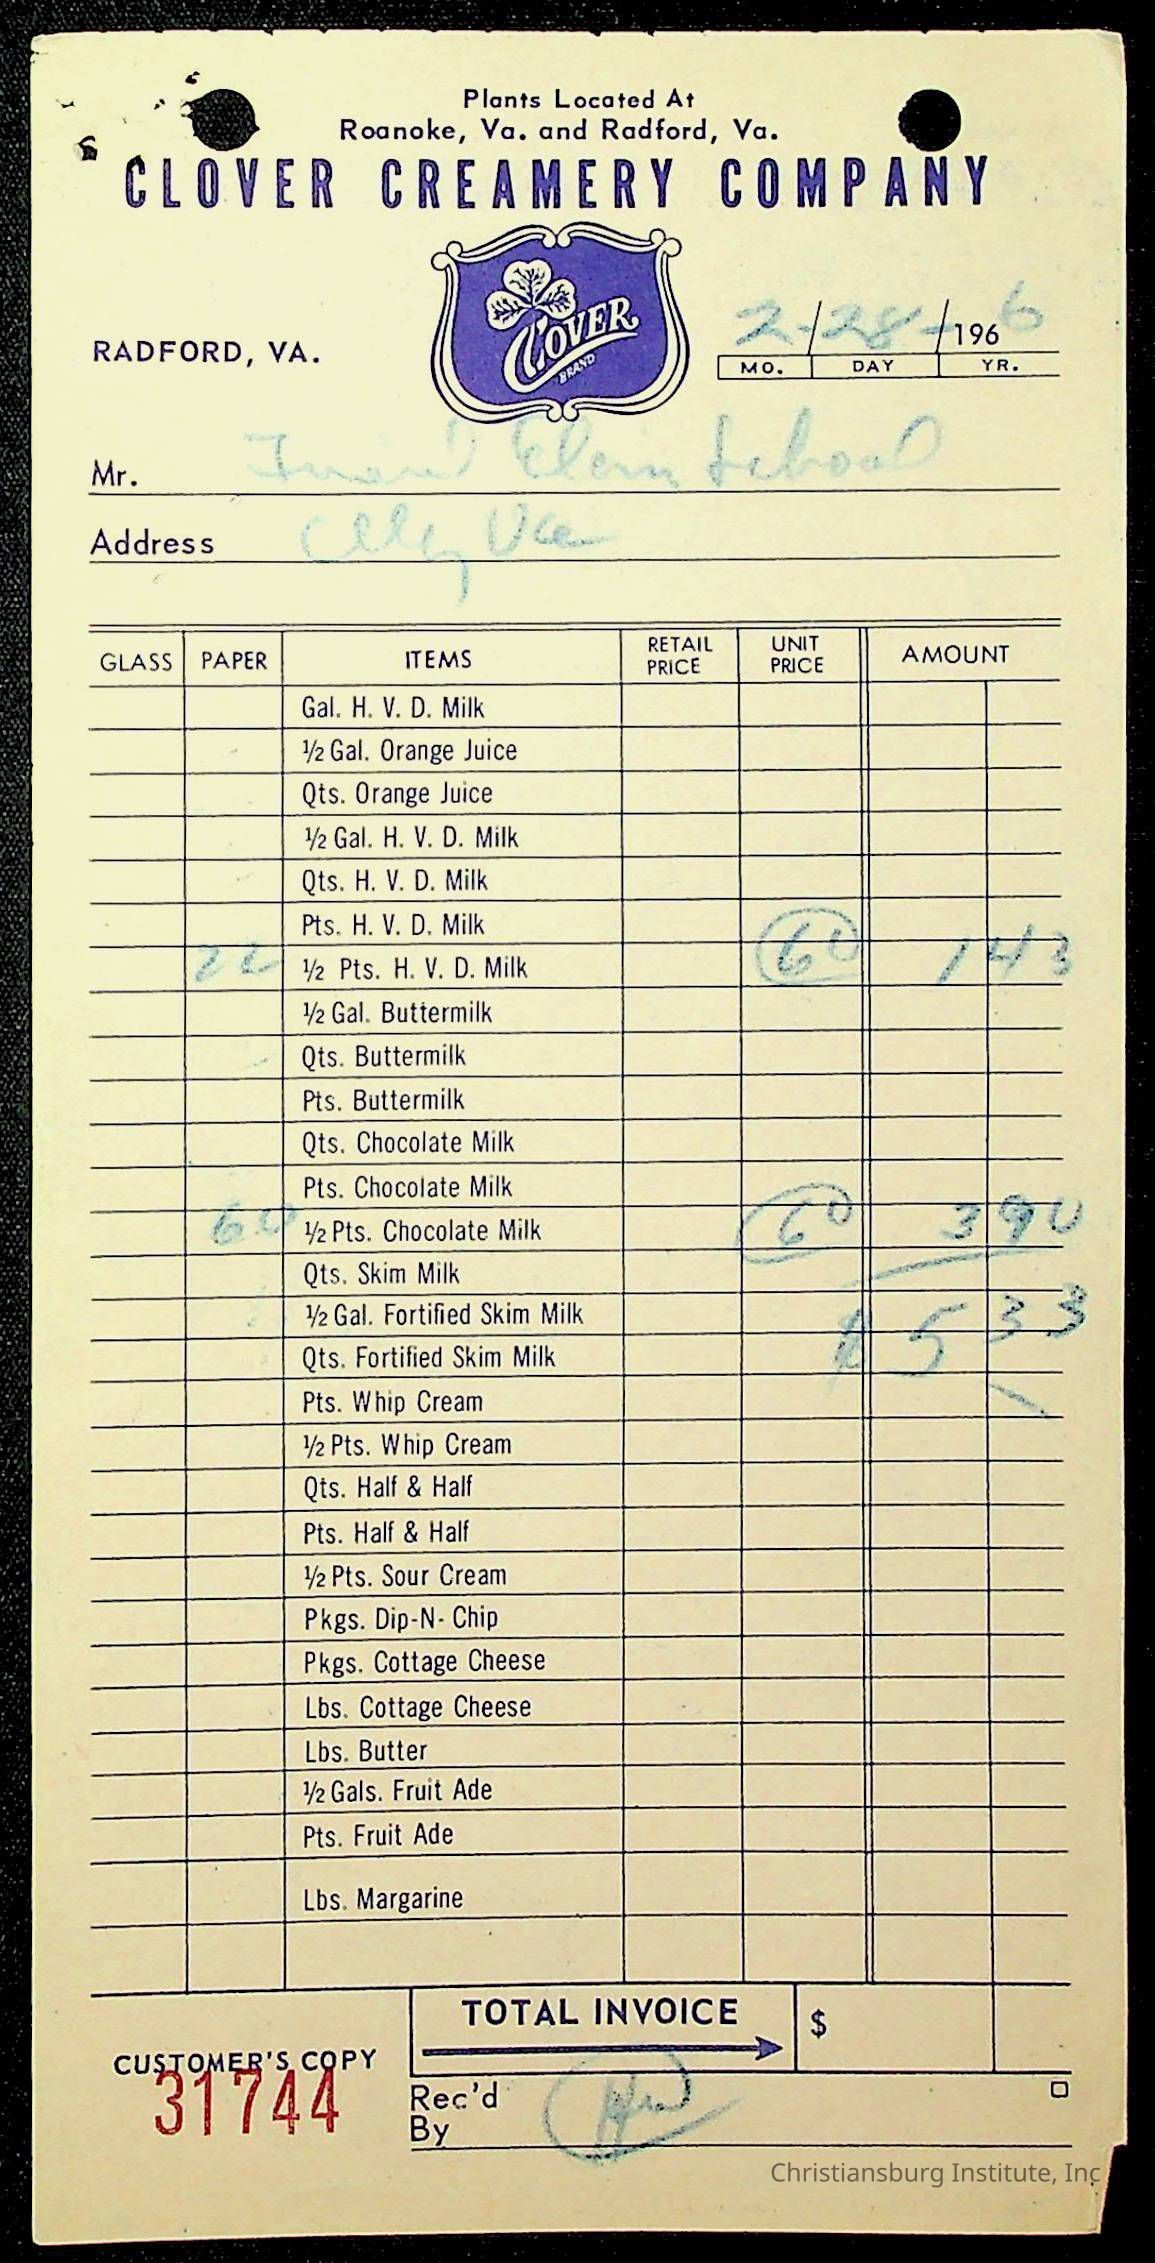 Plants Located At
Roanoke, Va. and Radford, Va.
CLOVER CREAMERY COMPANY
CLOVER
BRAND
RADFORD, VA.
2-/28-/1966
MO. DAY YR.
Mr. Elem School
Address
GLASS PAPER ITEMS RETAIL PRICE UNIT PRICE AMOUNT
Gal. H. V. D. Milk
½ Gal. Orange Juice
Qts. Orange Juice
½ Gal. H. V. D. Milk
Qts. H. V. D. Milk
Pts. H. V. D. Milk
22 ½ Pts. H. V. D. Milk 60 1 43
½ Gal. Buttermilk
Qts. Buttermilk
Pts. Buttermilk
Qts. Chocolate Milk
Pts. Chocolate Milk
60 ½ Pts. Chocolate Milk 60 3 90
Qts. Skim Milk
½ Gal. Fortified Skim Milk $ 5 33
Qts. Fortified Skim Milk
Pts. Whip Cream
½ Pts. Whip Cream
Qts. Half & Half
Pts. Half & Half
½ Pts. Sour Cream
Pkgs. Dip-N- Chip
Pkgs. Cottage Cheese
Lbs. Cottage Cheese
Lbs. Butter
½ Gals. Fruit Ade
Pts. Fruit Ade
Lbs. Margarine
TOTAL INVOICE $
CUSTOMER'S COPY
31744
Rec'd
By
Christiansburg Institute, Inc